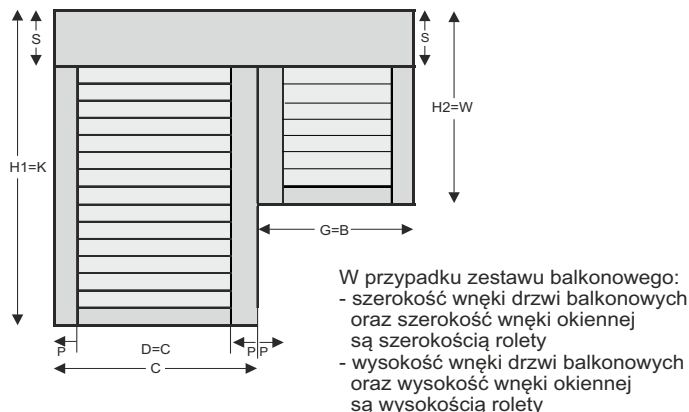 S
S
H2=W
H1=K
G=B
W przypadku zestawu balkonowego:
- szerokość wnęki drzwi balkonowych
oraz szerokość wnęki okiennej
są szerokością rolety
- wysokość wnęki drzwi balkonowych
oraz wysokość wnęki okiennej
są wysokością rolety
P
D=C
P
P
C